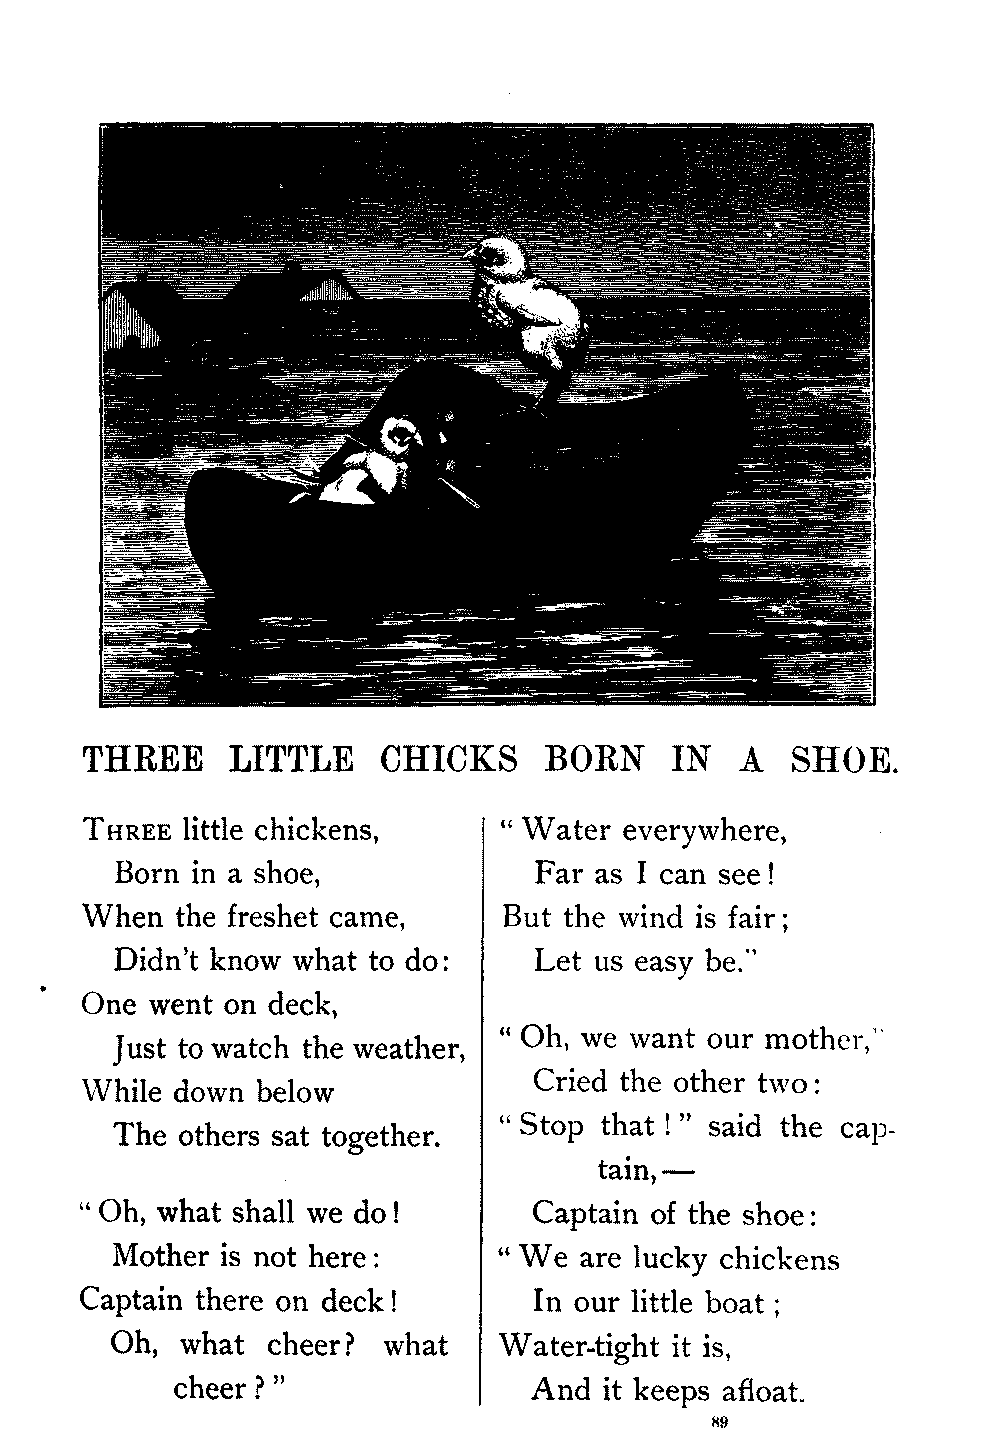 THREE LITTLE CHICKS BORN IN A SHOE.
THREE little chickens,
Born in a shoe,
When the freshet came,
Didn't know what to do:
One went on deck,
Just to watch the weather,
While down below
The others sat together.
“Oh, what shall we do!
Mother is not here:
Captain there on deck!
Oh, what cheer? what
cheer?”
“Water everywhere,
Far as I can see!
But the wind is fair;
Let us easy be.”
“Oh, we want our mother,”
Cried the other two:
“Stop that!” said the cap-
tain,—
Captain of the shoe:
“We are lucky chickens
In our little boat;
Water-tight it is,
And it keeps afloat.
89